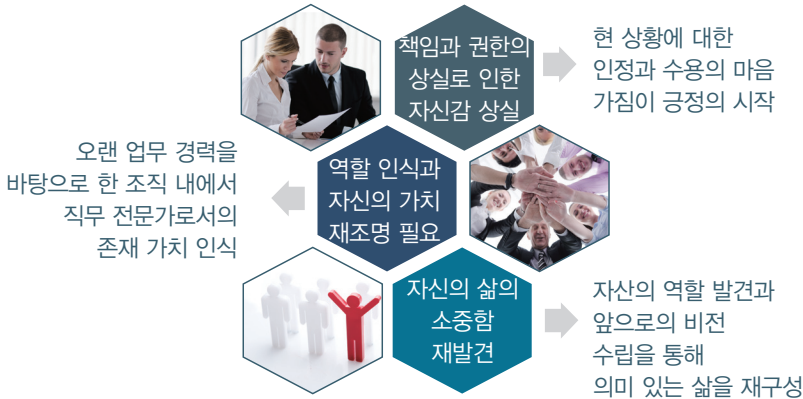 책임과 권한의
상실로 인한
자신감 상실
현 상황에 대한
인정과 수용의 마음
가짐이 긍정의 시작
오랜 업무 경력을
바탕으로 한 조직 내에서
직무 전문가로서의
존재 가치 인식
역할 인식과
자신의 가치
재조명 필요
자신의 삶의
소중함
재발견
자산의 역할 발견과
앞으로의 비전
수립을 통해
의미 있는 삶을 재구성